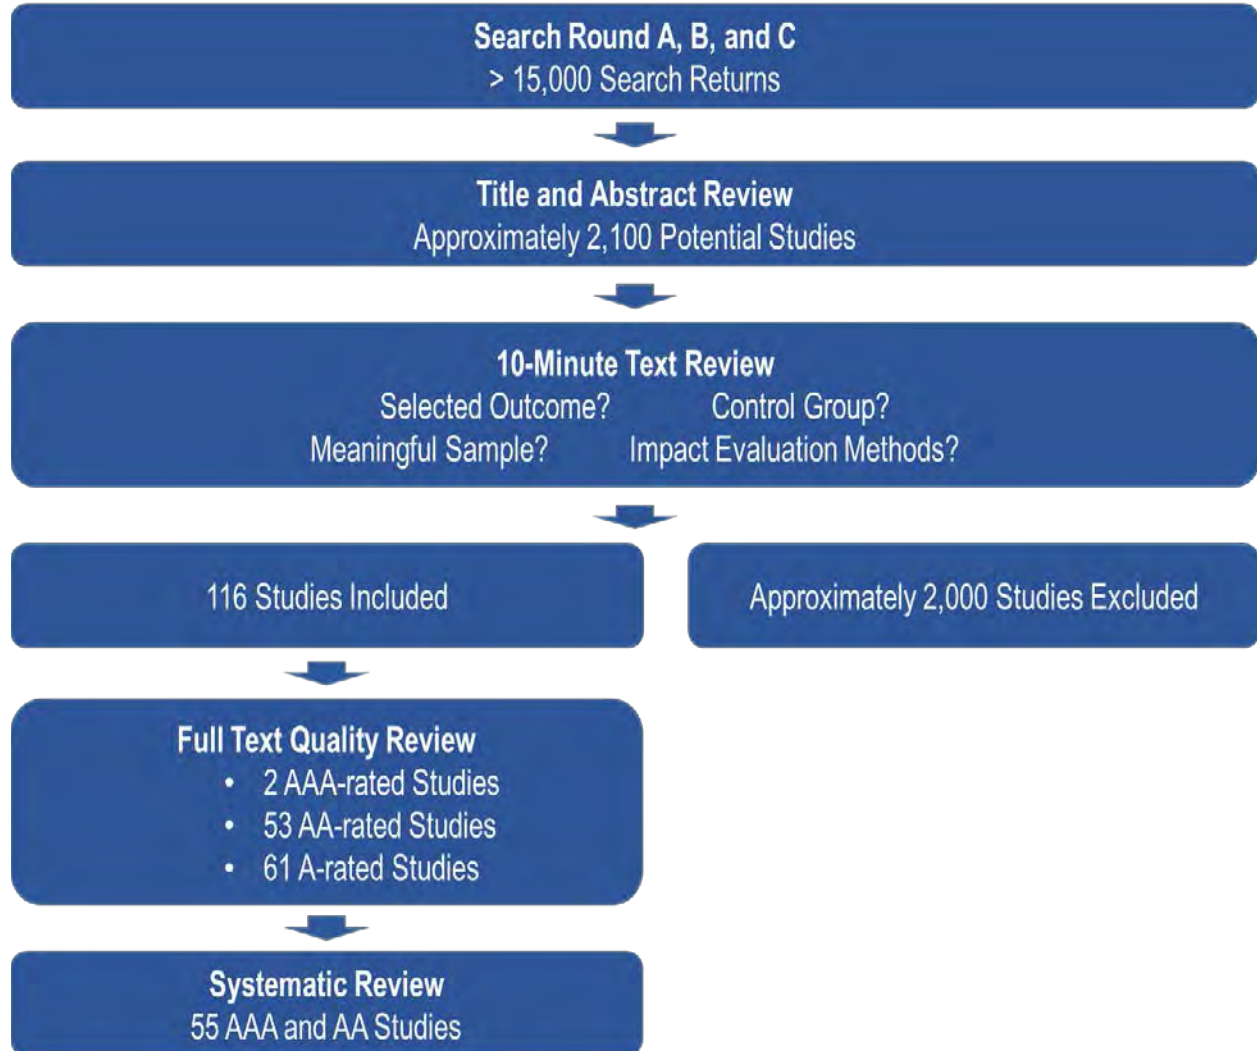 Search Round A, B, and C
> 15,000 Search Returns
Title and Abstract Review
Approximately 2,100 Potential Studies
10-Minute Text Review
Selected Outcome? Control Group?
Meaningful Sample? Impact Evaluation Methods?
116 Studies Included
Approximately 2,000 Studies Excluded
Full Text Quality Review
• 2 AAA-rated Studies
• 53 AA-rated Studies
• 61 A-rated Studies
Systematic Review
55 AAA and AA Studies